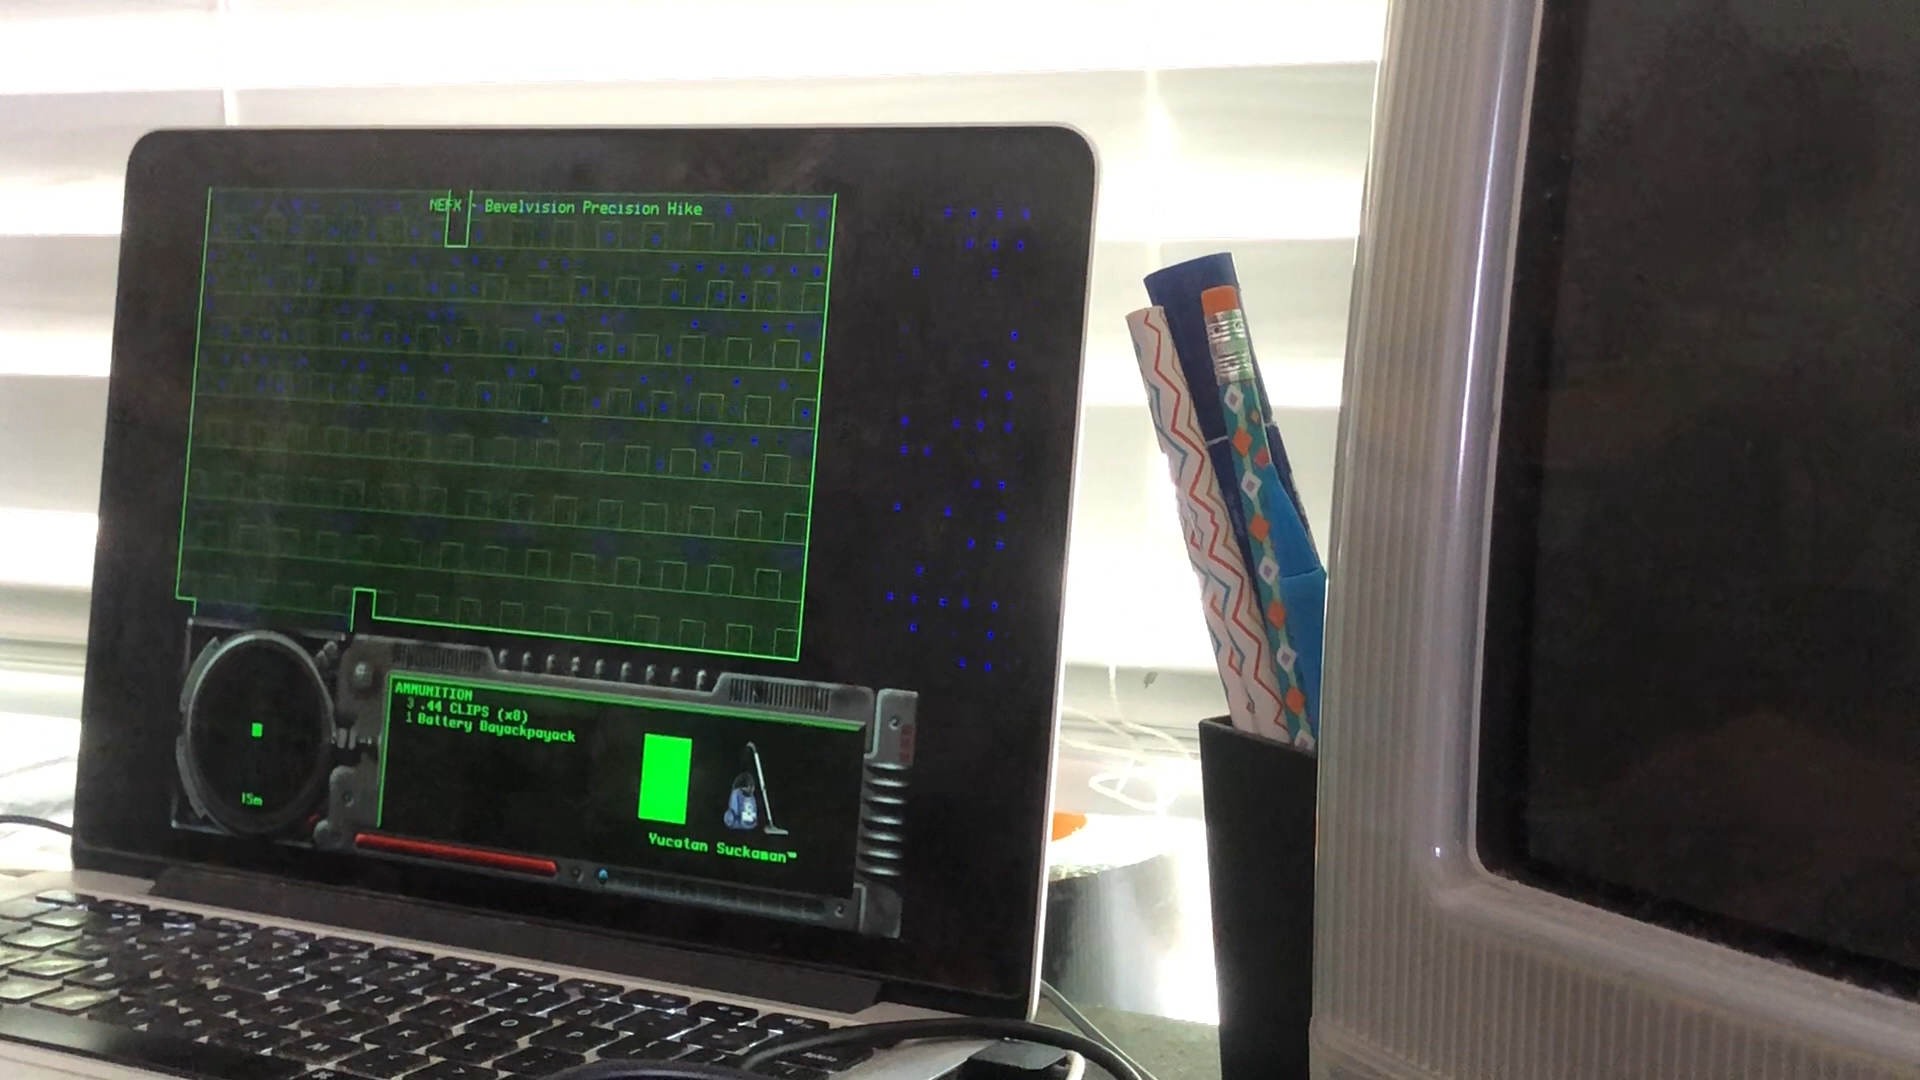 NEFX - Bevelvision Precision Hike
AMMUNITION
3 .44 CLIPS (x8)
1 Battery Bayackpayack
15m
Yucatan Suckaman™